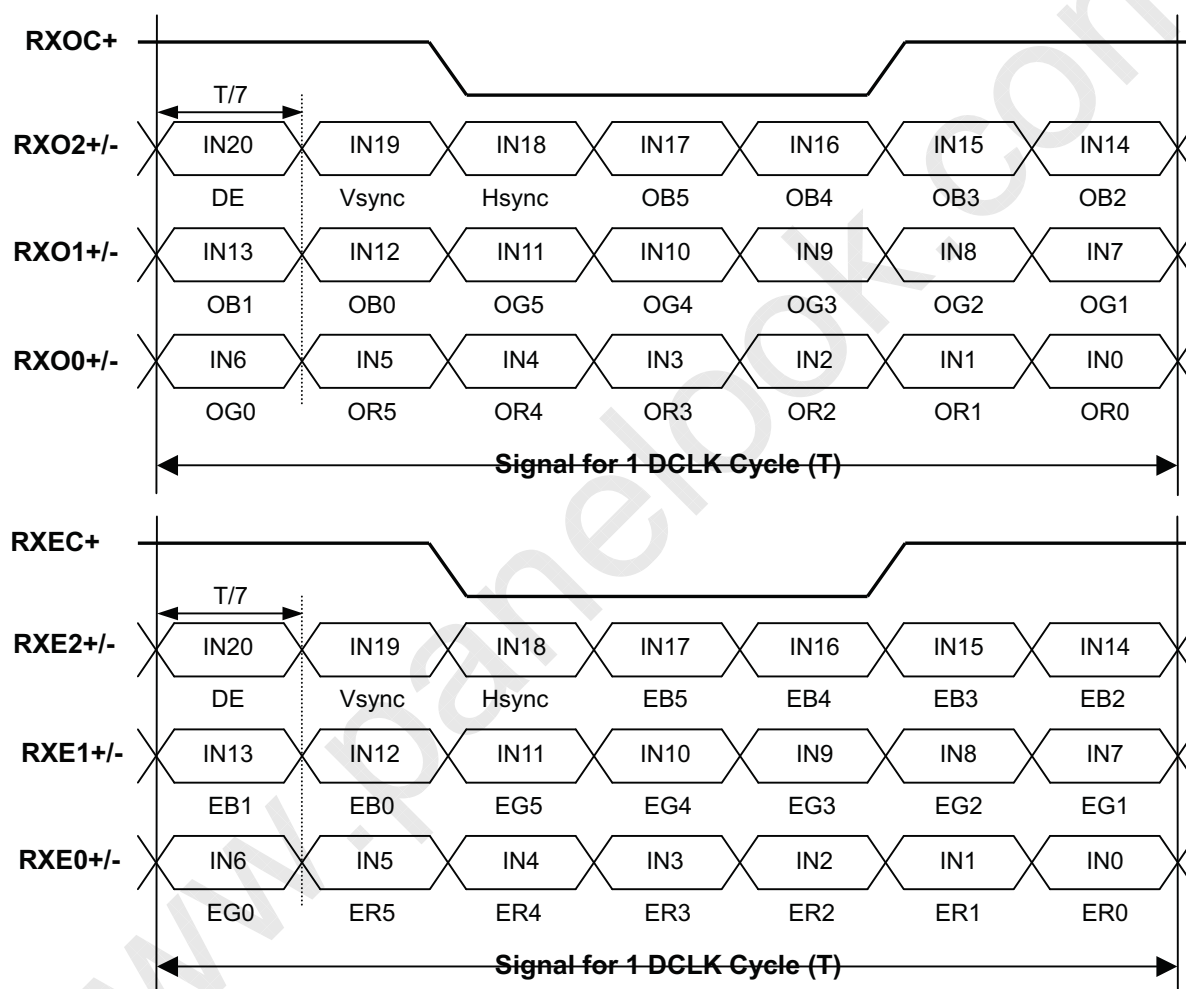 RXOC+
T/7
RXO2+/- IN20 IN19 IN18 IN17 IN16 IN15 IN14
DE Vsync Hsync OB5 OB4 OB3 OB2
RXO1+/- IN13 IN12 IN11 IN10 IN9 IN8 IN7
OB1 OB0 OG5 OG4 OG3 OG2 OG1
RXO0+/- IN6 IN5 IN4 IN3 IN2 IN1 IN0
OG0 OR5 OR4 OR3 OR2 OR1 OR0
Signal for 1 DCLK Cycle (T)
RXEC+
T/7
RXE2+/- IN20 IN19 IN18 IN17 IN16 IN15 IN14
DE Vsync Hsync EB5 EB4 EB3 EB2
RXE1+/- IN13 IN12 IN11 IN10 IN9 IN8 IN7
EB1 EB0 EG5 EG4 EG3 EG2 EG1
RXE0+/- IN6 IN5 IN4 IN3 IN2 IN1 IN0
EG0 ER5 ER4 ER3 ER2 ER1 ER0
Signal for 1 DCLK Cycle (T)
www.panelook.com